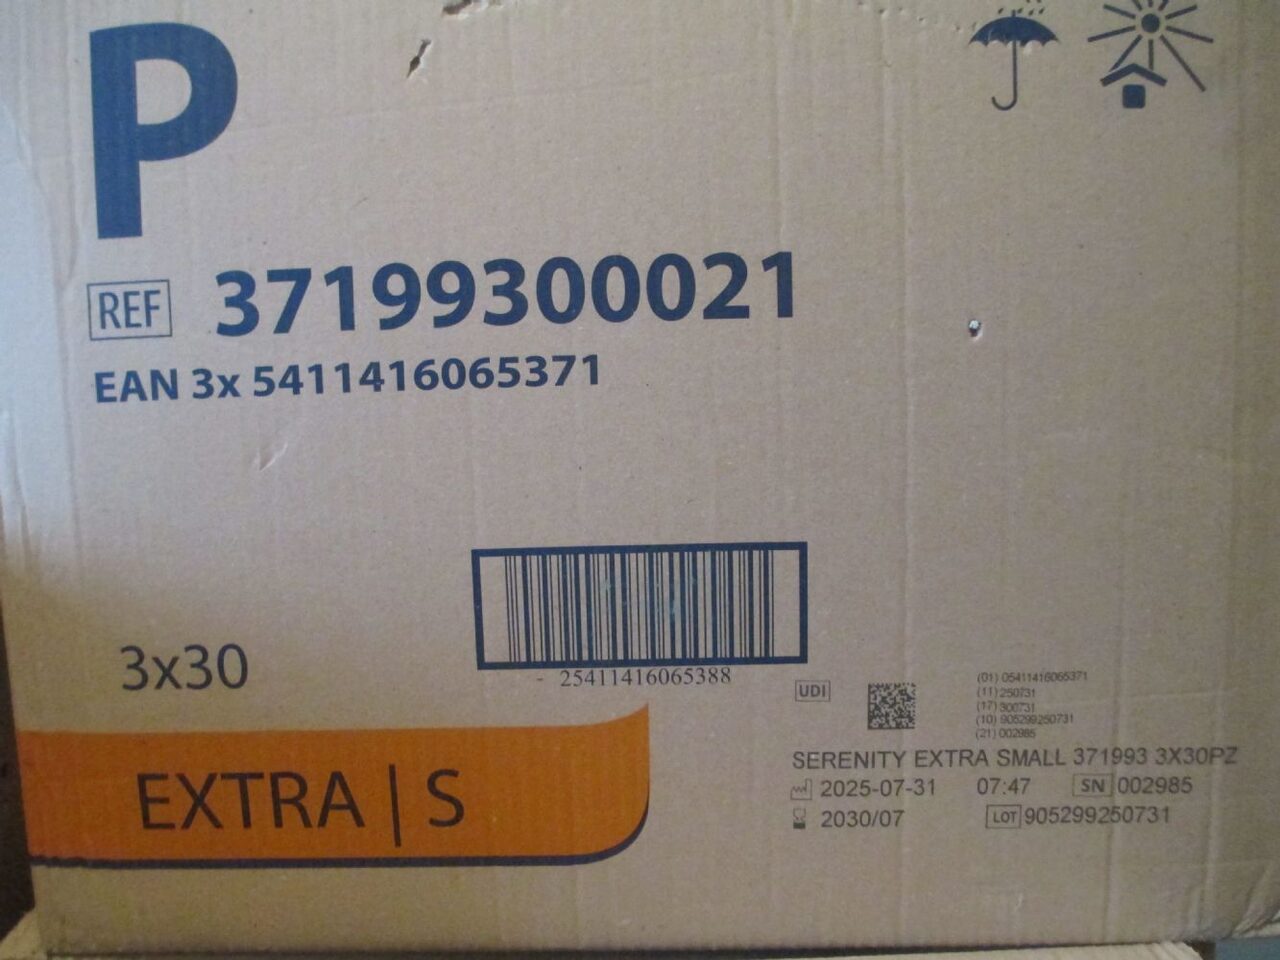 P
REF 37199300021
EAN 3x 5411416065371
25411416065388
3x30
EXTRA | S
UDI
(01) 05411416065371
(11) 250731
(17) 300731
(10) 905299250731
(21) 002985
SERENITY EXTRA SMALL 371993 3X30PZ
2025-07-31 07:47 SN 002985
2030/07 LOT 905299250731